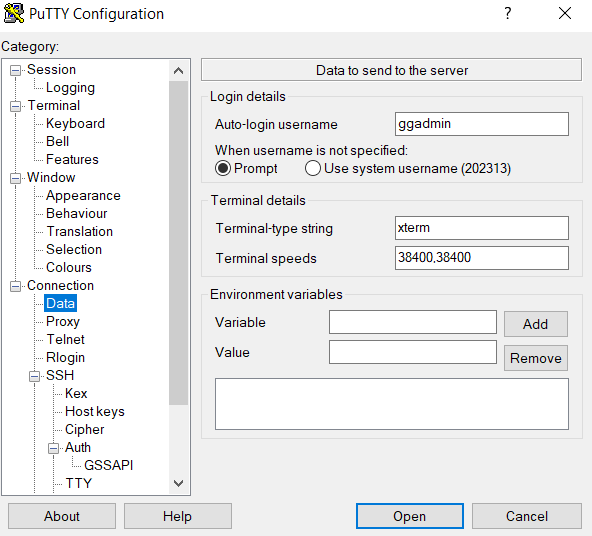 PuTTY Configuration
?
Category:
Session
Logging
Terminal
Keyboard
Bell
Features
Window
Appearance
Behaviour
Translation
Selection
Colours
Connection
Data
Proxy
Telnet
Rlogin
SSH
Kex
Host keys
Cipher
Auth
GSSAPI
TTY
Data to send to the server
Login details
Auto-login username ggadmin
When username is not specified:
Prompt Use system username (202313)
Terminal details
Terminal-type string xterm
Terminal speeds 38400,38400
Environment variables
Variable Add
Value Remove
About Help Open Cancel